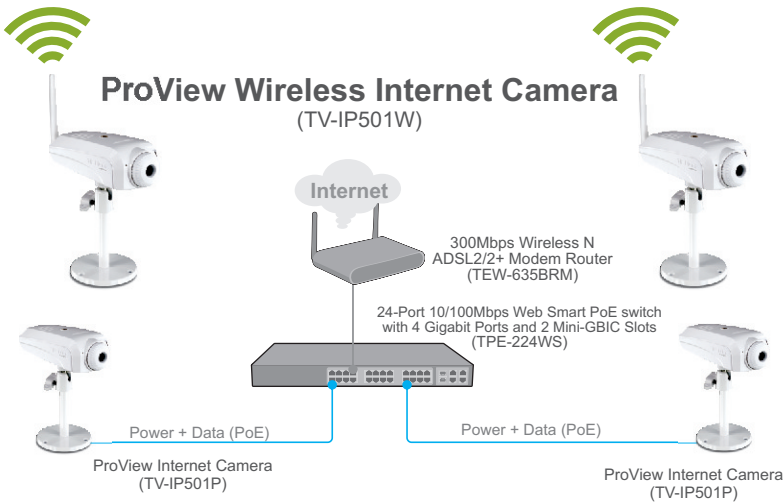 ProView Wireless Internet Camera
(TV-IP501W)
Internet
300Mbps Wireless N
ADSL2/2+ Modem Router
(TEW-635BRM)
24-Port 10/100Mbps Web Smart PoE switch
with 4 Gigabit Ports and 2 Mini-GBIC Slots
(TPE-224WS)
Power + Data (PoE)
Power + Data (PoE)
ProView Internet Camera
(TV-IP501P)
ProView Internet Camera
(TV-IP501P)